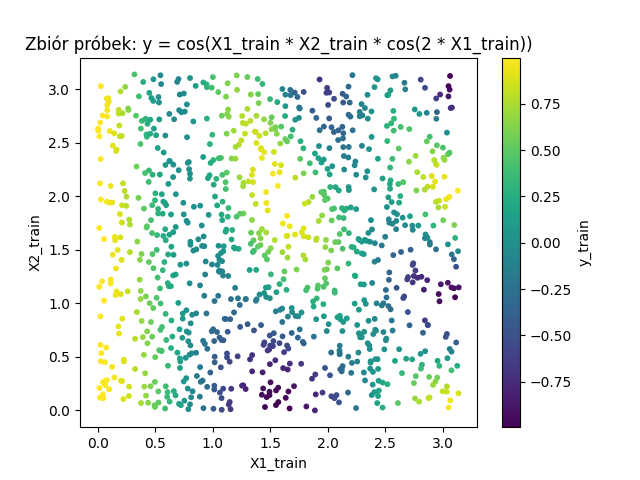 Zbiór próbek: y = cos(X1_train * X2_train * cos(2 * X1_train))
3.0
2.5
2.0
1.5
1.0
0.5
0.0
X2_train
0.0 0.5 1.0 1.5 2.0 2.5 3.0
X1_train
0.75
0.50
0.25
0.00
−0.25
−0.50
−0.75
y_train